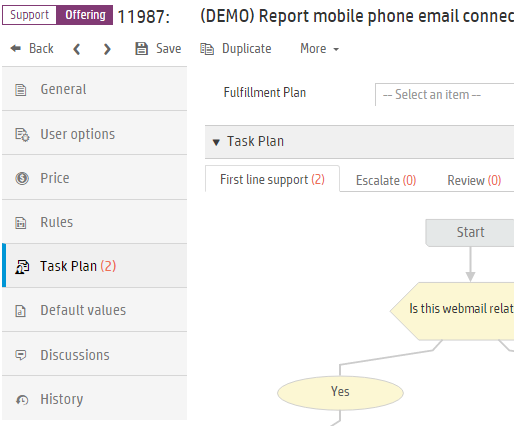 Support Offering 11987: (DEMO) Report mobile phone email
Back Save Duplicate More
General
User options
Price
Rules
Task Plan (2)
Default values
Discussions
History
Fulfillment Plan -- Select an item --
Task Plan
First line support (2) Escalate (0) Review (0)
Start
Is this webmail
Yes